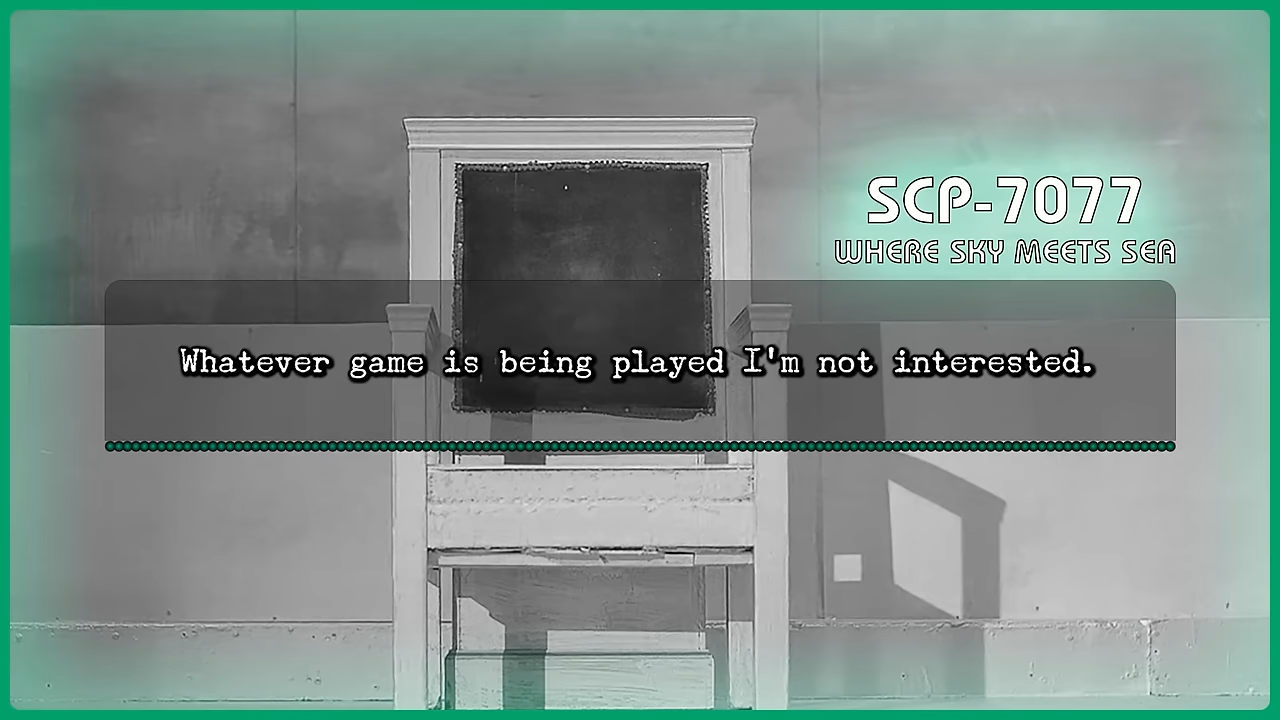 SCP-7077
WHERE SKY MEETS SEA
Whatever game is being played I'm not interested.